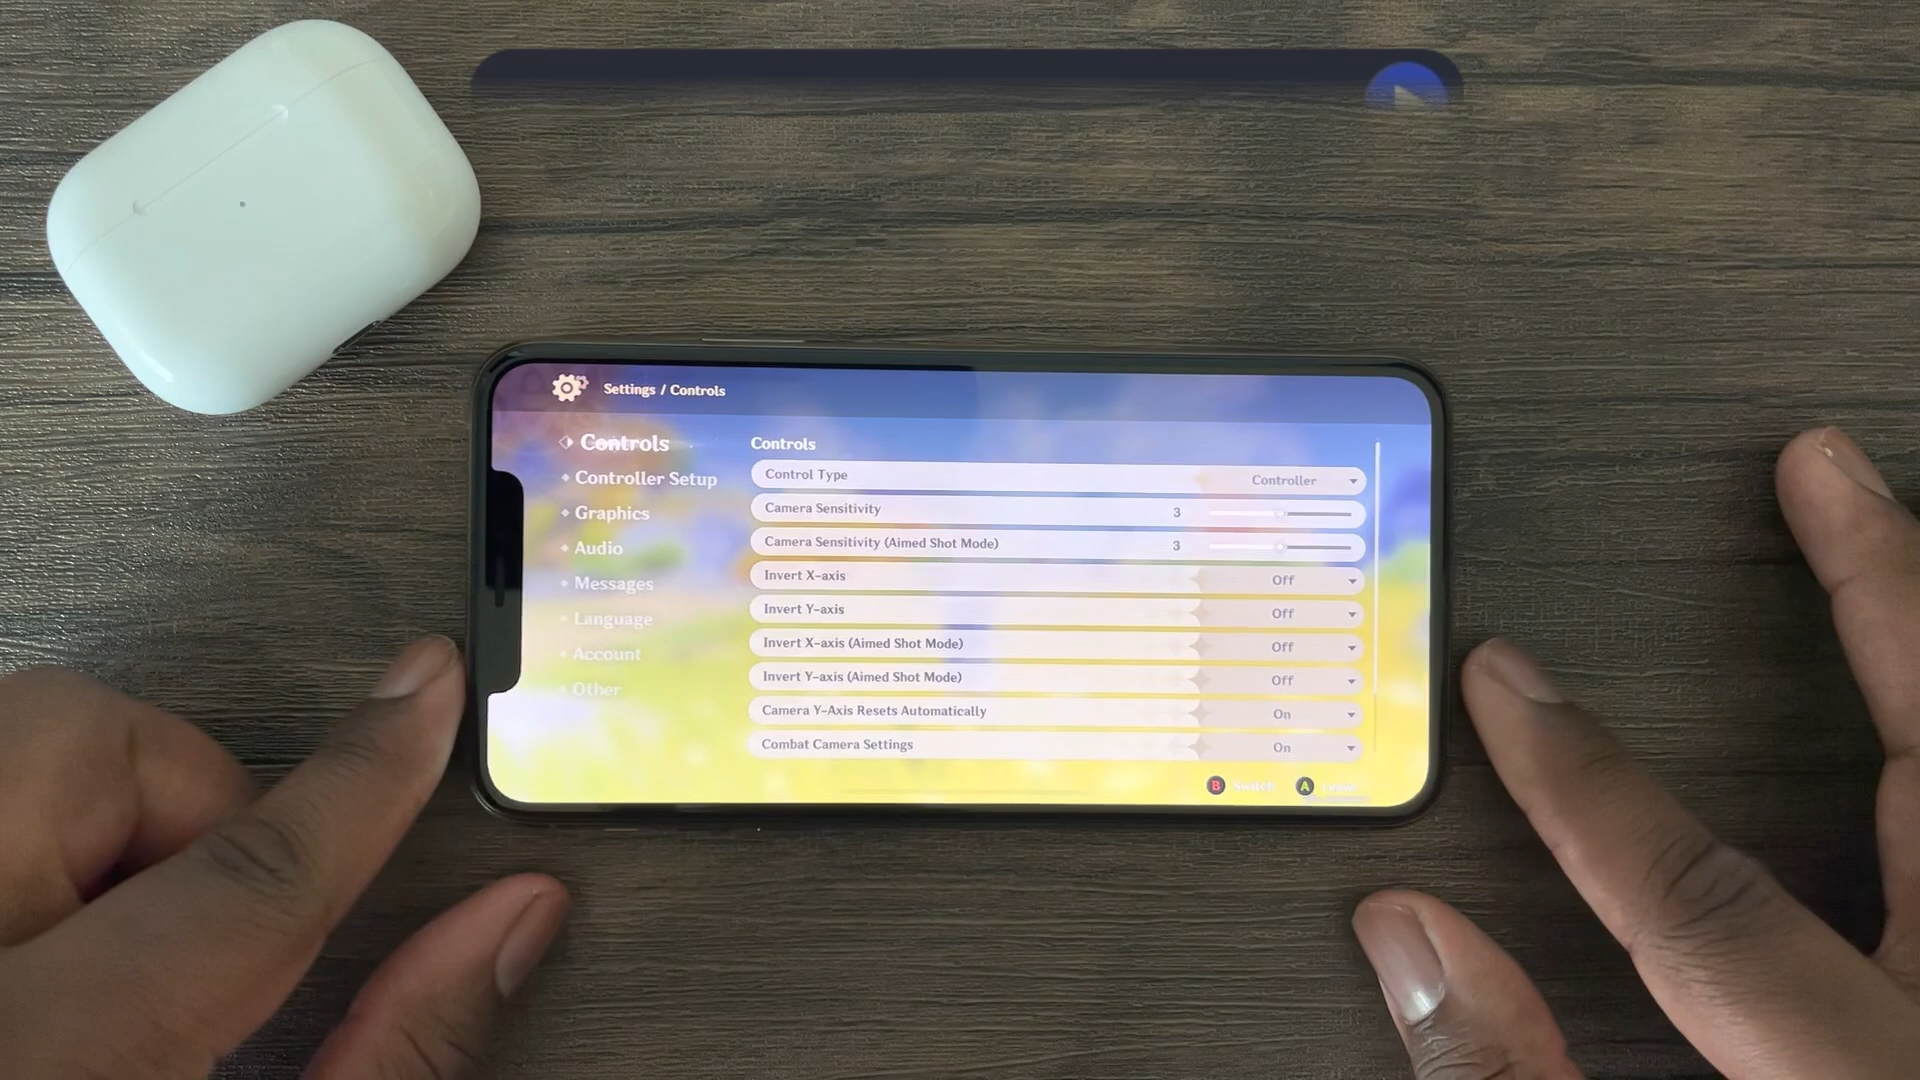 Settings / Controls
Controls
Controller Setup
Graphics
Audio
Messages
Language
Account
Other
Controls
Control Type Controller
Camera Sensitivity 3
Camera Sensitivity (Aimed Shot Mode) 3
Invert X-axis Off
Invert Y-axis Off
Invert X-axis (Aimed Shot Mode) Off
Invert Y-axis (Aimed Shot Mode) Off
Camera Y-Axis Resets Automatically On
Combat Camera Settings On
B Switch A Leave